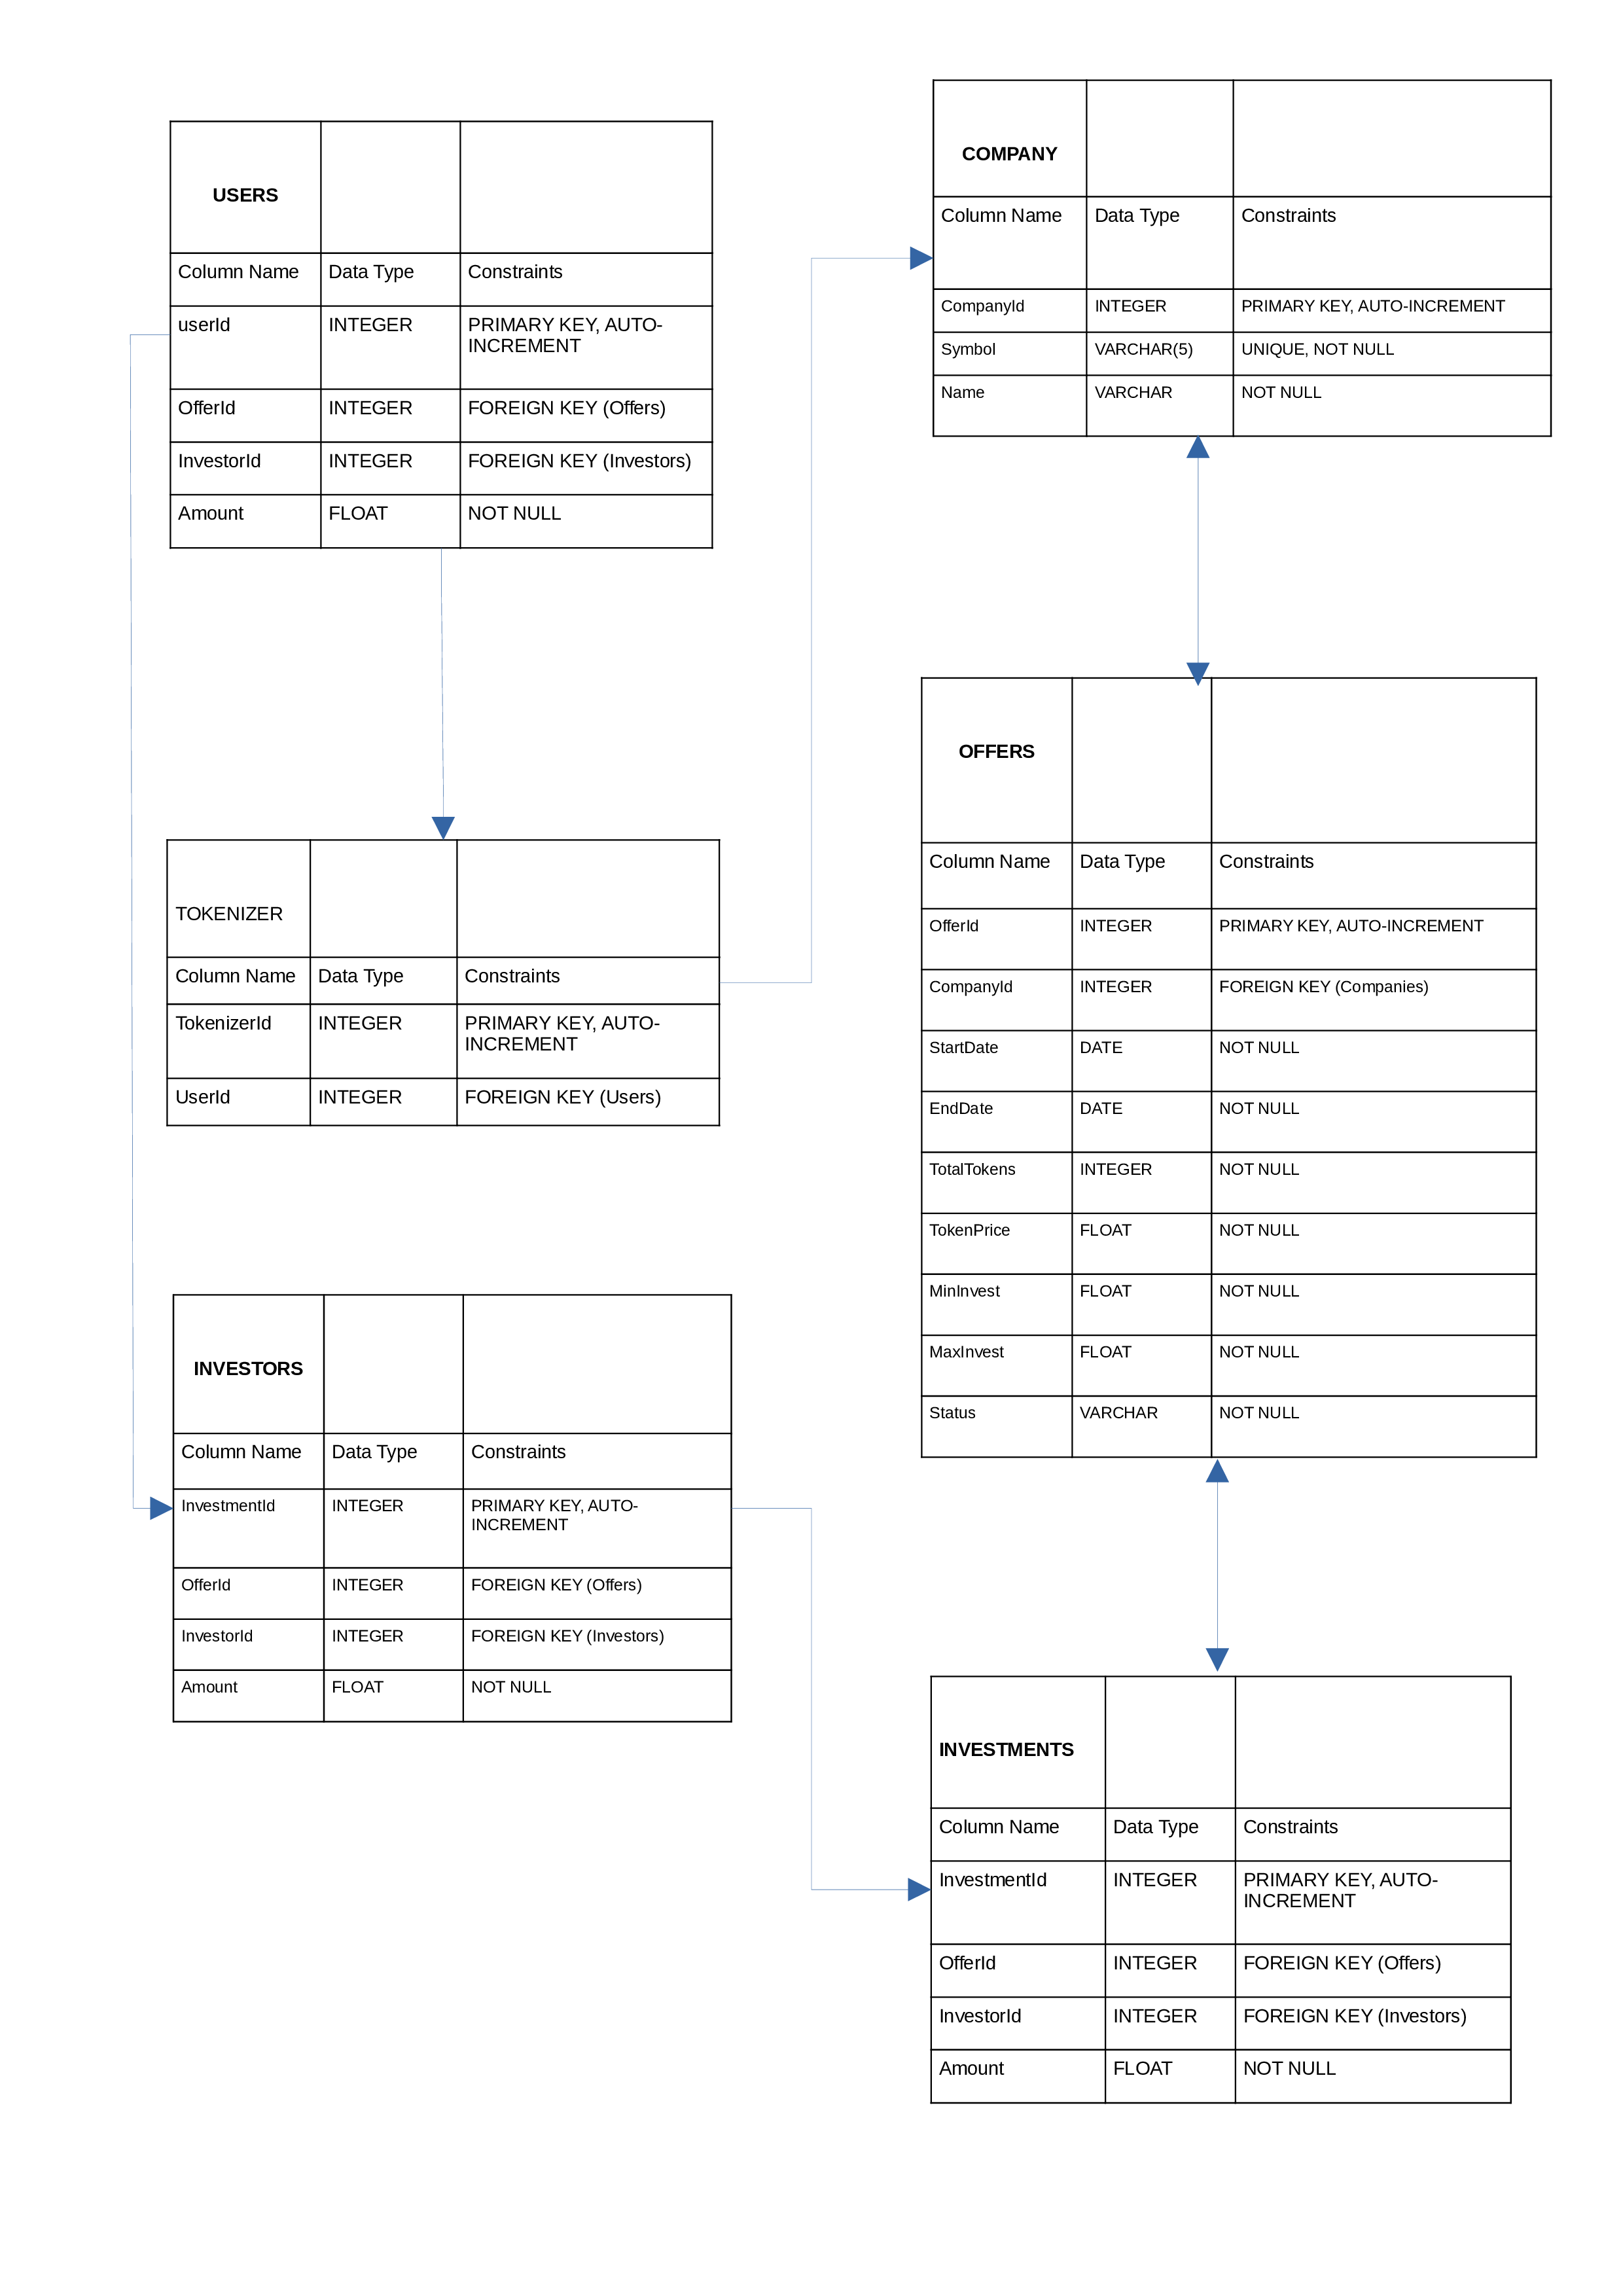 USERS
Column Name Data Type Constraints
userId INTEGER PRIMARY KEY, AUTO-
INCREMENT
OfferId INTEGER FOREIGN KEY (Offers)
InvestorId INTEGER FOREIGN KEY (Investors)
Amount FLOAT NOT NULL
TOKENIZER
Column Name Data Type Constraints
TokenizerId INTEGER PRIMARY KEY, AUTO-
INCREMENT
UserId INTEGER FOREIGN KEY (Users)
INVESTORS
Column Name Data Type Constraints
InvestmentId INTEGER PRIMARY KEY, AUTO-
INCREMENT
OfferId INTEGER FOREIGN KEY (Offers)
InvestorId INTEGER FOREIGN KEY (Investors)
Amount FLOAT NOT NULL
COMPANY
Column Name Data Type Constraints
CompanyId INTEGER PRIMARY KEY, AUTO-INCREMENT
Symbol VARCHAR(5) UNIQUE, NOT NULL
Name VARCHAR NOT NULL
OFFERS
Column Name Data Type Constraints
OfferId INTEGER PRIMARY KEY, AUTO-INCREMENT
CompanyId INTEGER FOREIGN KEY (Companies)
StartDate DATE NOT NULL
EndDate DATE NOT NULL
TotalTokens INTEGER NOT NULL
TokenPrice FLOAT NOT NULL
MinInvest FLOAT NOT NULL
MaxInvest FLOAT NOT NULL
Status VARCHAR NOT NULL
INVESTMENTS
Column Name Data Type Constraints
InvestmentId INTEGER PRIMARY KEY, AUTO-
INCREMENT
OfferId INTEGER FOREIGN KEY (Offers)
InvestorId INTEGER FOREIGN KEY (Investors)
Amount FLOAT NOT NULL